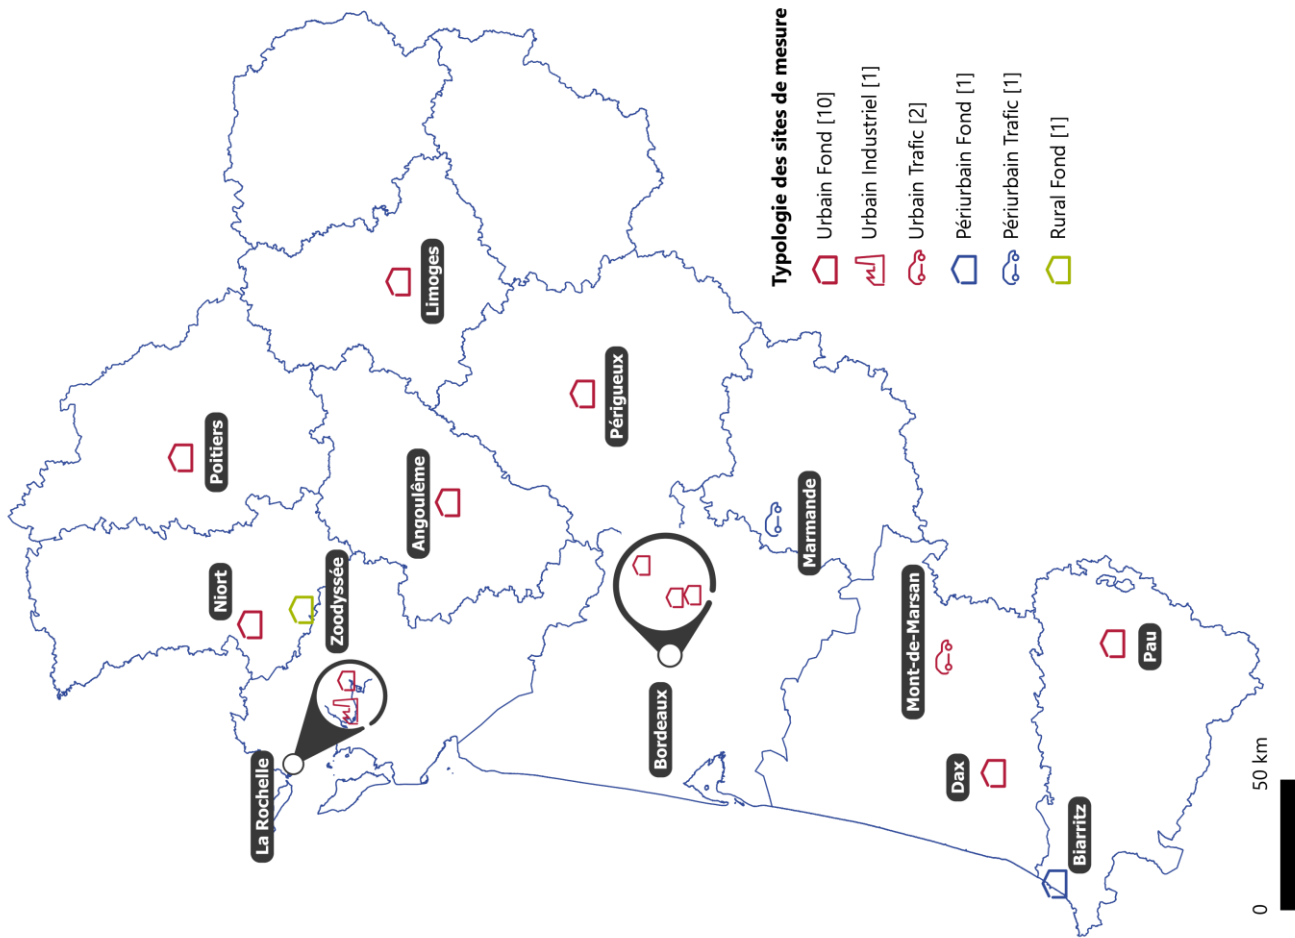 Poitiers
Niort
Zoodyssée
La Rochelle
Limoges
Angoulême
Périgueux
Bordeaux
Marmande
Mont-de-Marsan
Dax
Biarritz
Pau
Typologie des sites de mesure
Urbain Fond [10]
Urbain Industriel [1]
Urbain Trafic [2]
Périurbain Fond [1]
Périurbain Trafic [1]
Rural Fond [1]
0 50 km